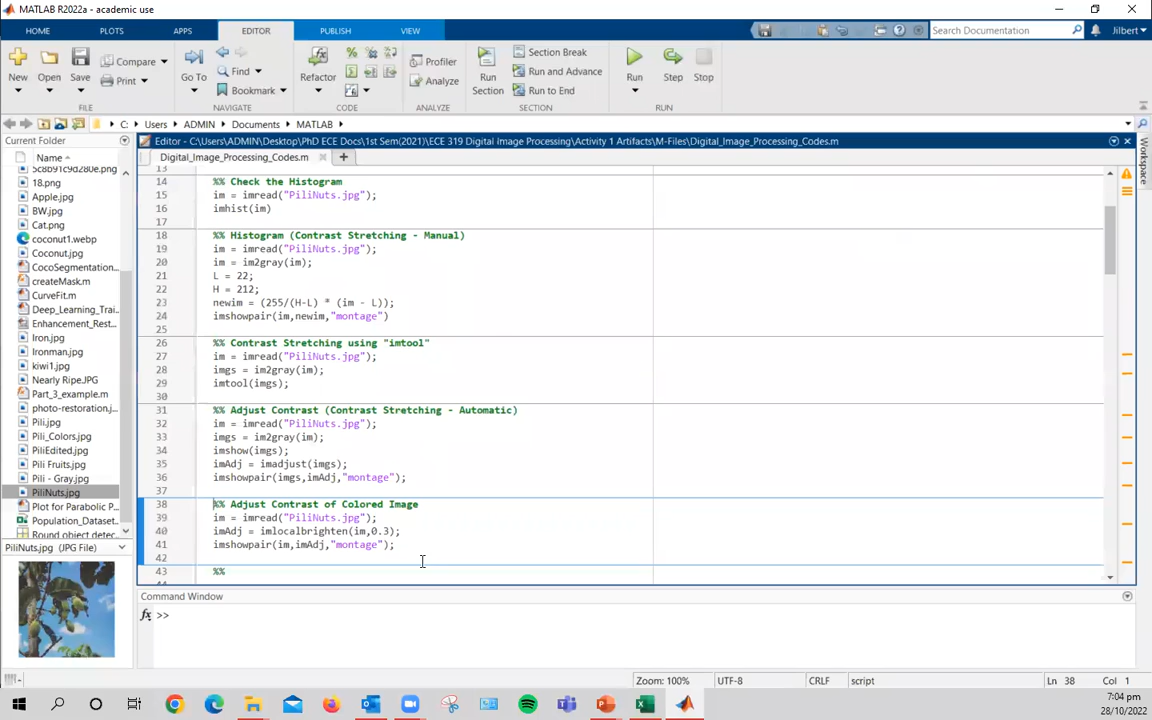 MATLAB R2022a - academic use
HOME PLOTS APPS EDITOR PUBLISH VIEW Search Documentation Jilbert
New Open Save Compare Print Go To Find Bookmark Refactor Profiler Analyze Run Section Section Break Run and Advance Run to End Run Step Stop
FILE NAVIGATE CODE ANALYZE SECTION RUN
C: Users ADMIN Documents MATLAB
Current Folder
Name
5c8b91c9d280e.png
18.png
Apple.jpg
BW.jpg
Cat.png
coconut1.webp
Coconut.jpg
CocoSegmentation...
createMask.m
CurveFit.m
Deep_Learning_Trai...
Enhancement_Rest...
Iron.jpg
Ironman.jpg
kiwi1.jpg
Nearly Ripe.JPG
Part_3_example.m
photo-restoration.j...
Pili.jpg
Pili_Colors.jpg
PiliEdited.jpg
Pili Fruits.jpg
Pili - Gray.jpg
PiliNuts.jpg
Plot for Parabolic P...
Population_Dataset...
Round object detec...
PiliNuts.jpg (JPG File)
Editor - C:\Users\ADMIN\Desktop\PhD ECE Docs\1st Sem(2021)\ECE 319 Digital Image Processing\Activity 1 Artifacts\M-Files\Digital_Image_Processing_Codes.m
Digital_Image_Processing_Codes.m
13
14 %% Check the Histogram
15 im = imread("PiliNuts.jpg");
16 imhist(im)
17
18 %% Histogram (Contrast Stretching - Manual)
19 im = imread("PiliNuts.jpg");
20 im = im2gray(im);
21 L = 22;
22 H = 212;
23 newim = (255/(H-L) * (im - L));
24 imshowpair(im,newim,"montage")
25
26 %% Contrast Stretching using "imtool"
27 im = imread("PiliNuts.jpg");
28 imgs = im2gray(im);
29 imtool(imgs);
30
31 %% Adjust Contrast (Contrast Stretching - Automatic)
32 im = imread("PiliNuts.jpg");
33 imgs = im2gray(im);
34 imshow(imgs);
35 imAdj = imadjust(imgs);
36 imshowpair(imgs,imAdj,"montage");
37
38 %% Adjust Contrast of Colored Image
39 im = imread("PiliNuts.jpg");
40 imAdj = imlocalbrighten(im,0.3);
41 imshowpair(im,imAdj,"montage");
42
43 %%
Workspace
Command Window
fx >>
Zoom: 100% UTF-8 CRLF script Ln 38 Col 1
7:04 pm
28/10/2022